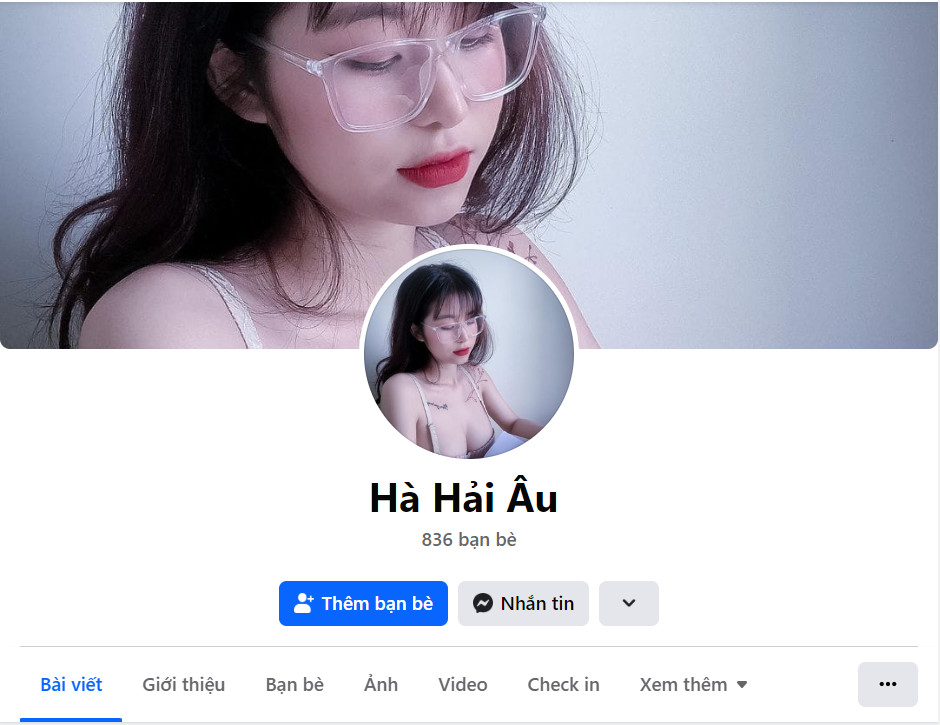 Hà Hải Âu
836 bạn bè
Thêm bạn bè
Nhắn tin
Bài viết
Giới thiệu
Bạn bè
Ảnh
Video
Check in
Xem thêm